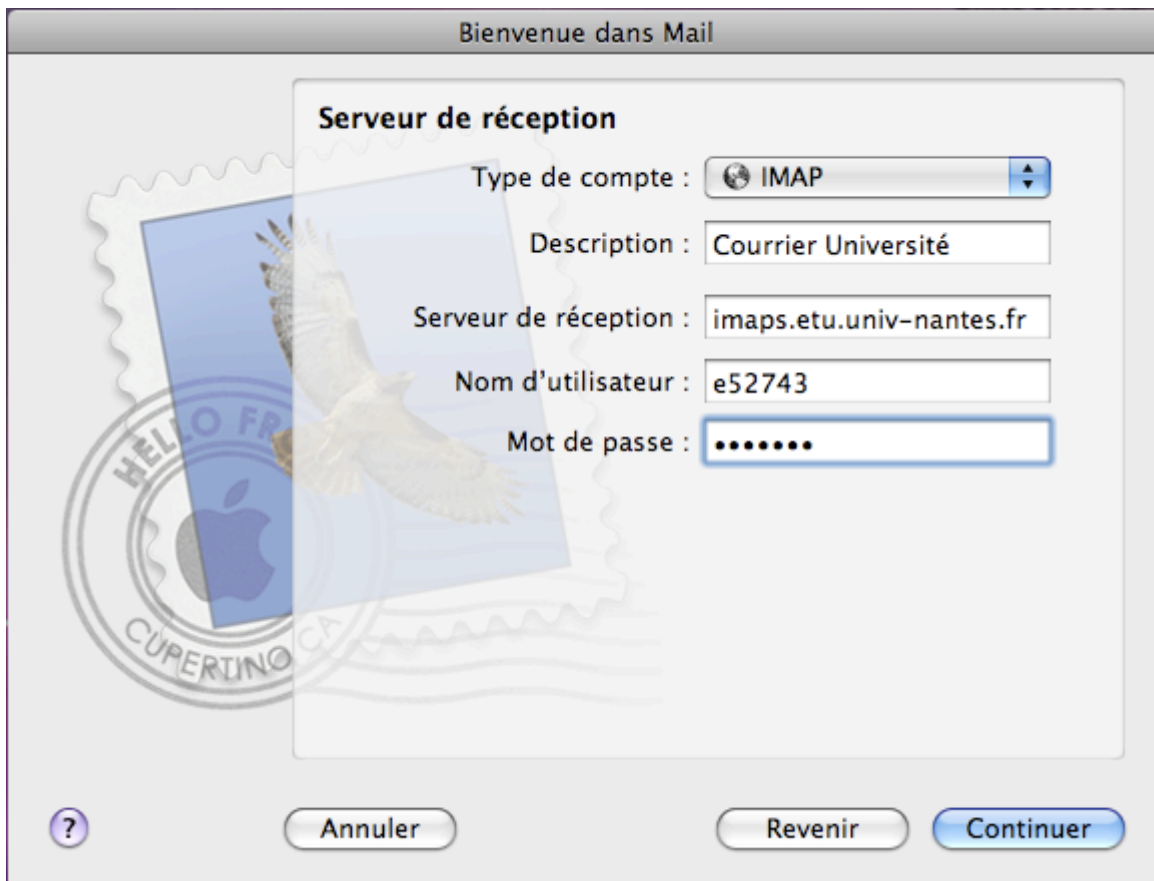 Bienvenue dans Mail
Serveur de réception
Type de compte : IMAP
Description : Courrier Université
Serveur de réception : imaps.etu.univ-nantes.fr
Nom d'utilisateur : e52743
Mot de passe : •••••••
HELLO FR
CUPERTINO CA
?
Annuler
Revenir
Continuer